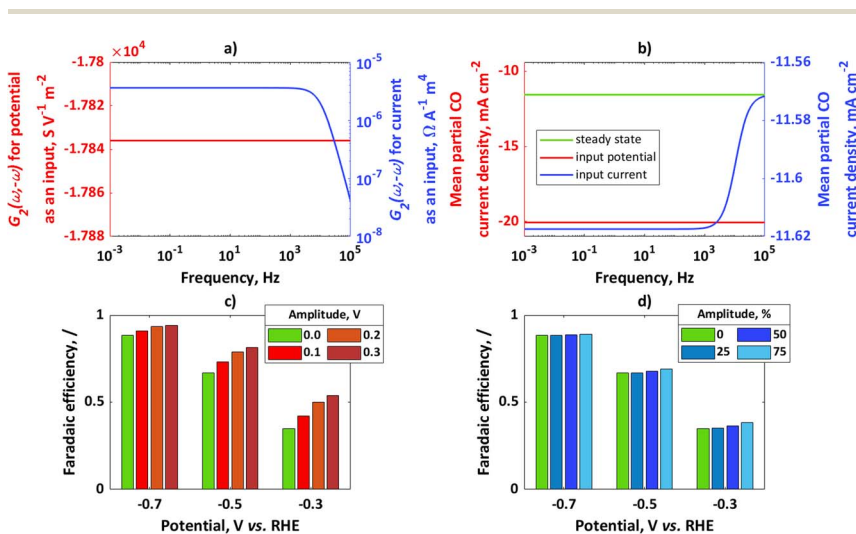 a)
×10⁴
-1.78
-1.782
-1.784
-1.786
-1.788
G₂(ω,-ω) for potential
as an input, S V⁻¹ m⁻²
10⁻⁵
10⁻⁶
10⁻⁷
10⁻⁸
G₂(ω,-ω) for current
as an input, Ω A⁻¹ m⁴
10⁻³ 10⁻¹ 10¹ 10³ 10⁵
Frequency, Hz
b)
-10
-15
-20
Mean partial CO
current density, mA cm⁻²
steady state
input potential
input current
-11.56
-11.58
-11.6
-11.62
Mean partial CO
current density, mA cm⁻²
10⁻³ 10⁻¹ 10¹ 10³ 10⁵
Frequency, Hz
c)
Amplitude, V
0.0 0.2
0.1 0.3
1
0.5
0
Faradaic efficiency, /
-0.7 -0.5 -0.3
Potential, V vs. RHE
d)
Amplitude, %
0 50
25 75
1
0.5
0
Faradaic efficiency, /
-0.7 -0.5 -0.3
Potential, V vs. RHE